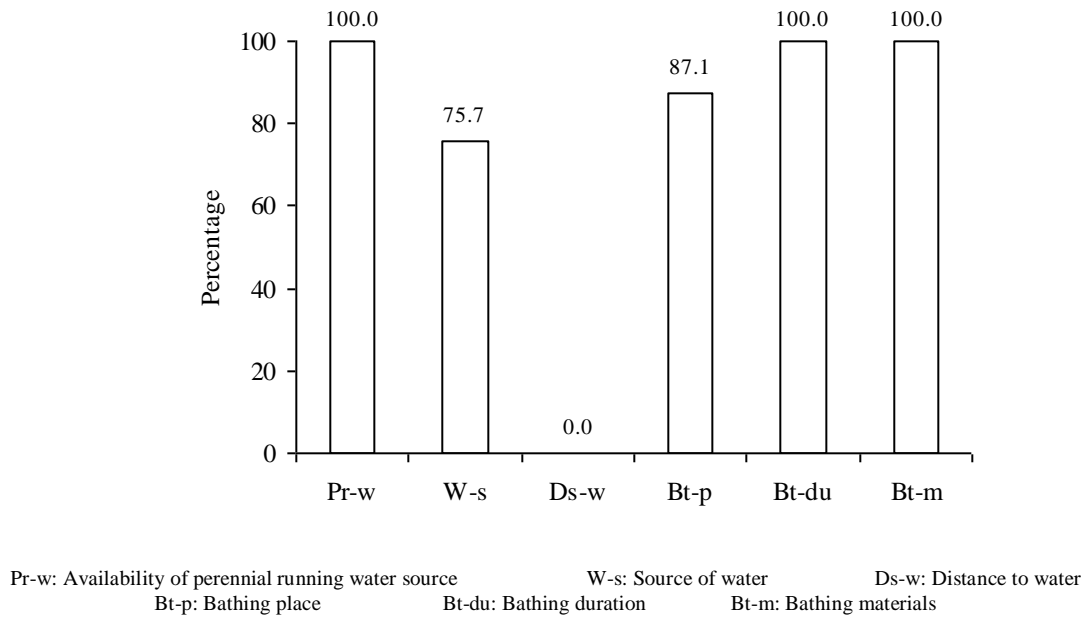 100.0
100.0 100.0
100
87.1
75.7
80
60
Percentage
40
20
0.0
0
Pr-w W-s Ds-w Bt-p Bt-du Bt-m
Pr-w: Availability of perennial running water source W-s: Source of water Ds-w: Distance to water
Bt-p: Bathing place Bt-du: Bathing duration Bt-m: Bathing materials